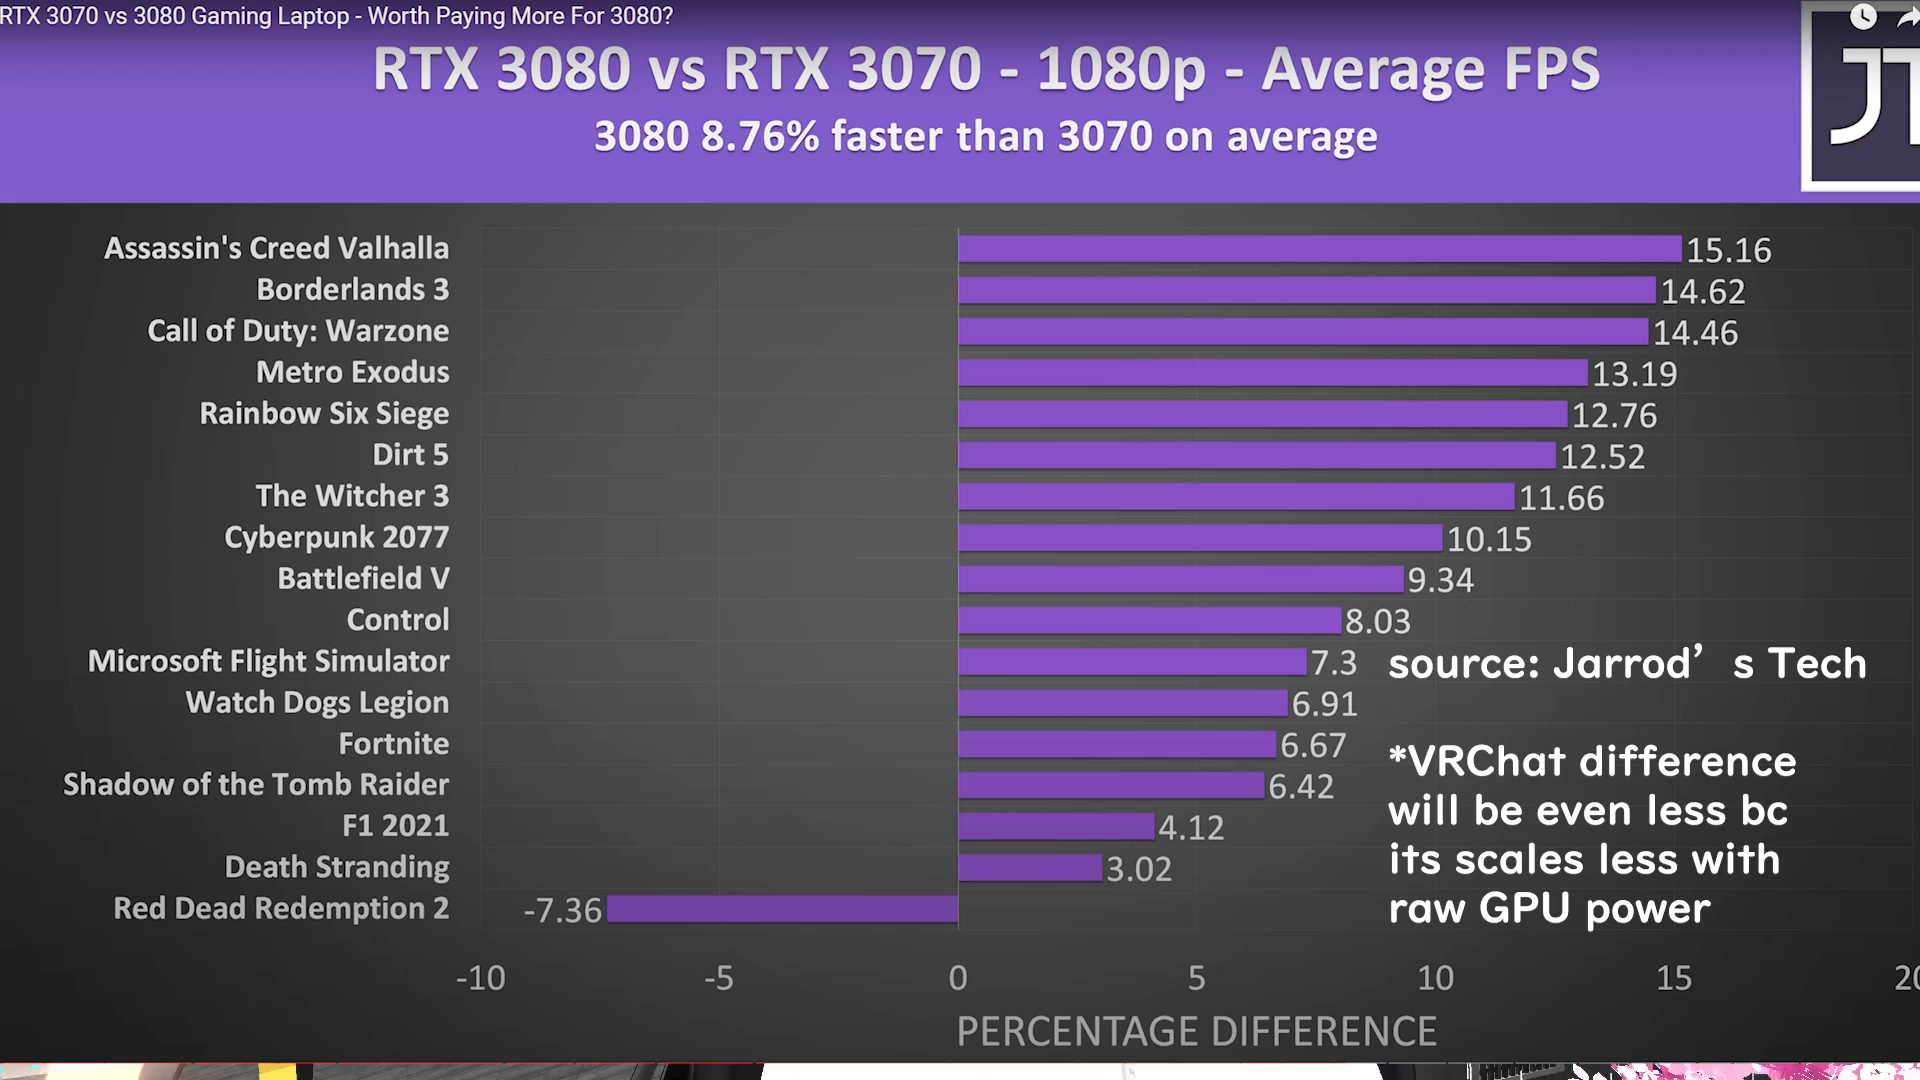 RTX 3070 vs 3080 Gaming Laptop - Worth Paying More For 3080?
RTX 3080 vs RTX 3070 - 1080p - Average FPS
3080 8.76% faster than 3070 on average
JT
Assassin's Creed Valhalla 15.16
Borderlands 3 14.62
Call of Duty: Warzone 14.46
Metro Exodus 13.19
Rainbow Six Siege 12.76
Dirt 5 12.52
The Witcher 3 11.66
Cyberpunk 2077 10.15
Battlefield V 9.34
Control 8.03
Microsoft Flight Simulator 7.3
Watch Dogs Legion 6.91
Fortnite 6.67
Shadow of the Tomb Raider 6.42
F1 2021 4.12
Death Stranding 3.02
Red Dead Redemption 2 -7.36
source: Jarrod’s Tech
*VRChat difference
will be even less bc
its scales less with
raw GPU power
-10 -5 0 5 10 15 20
PERCENTAGE DIFFERENCE